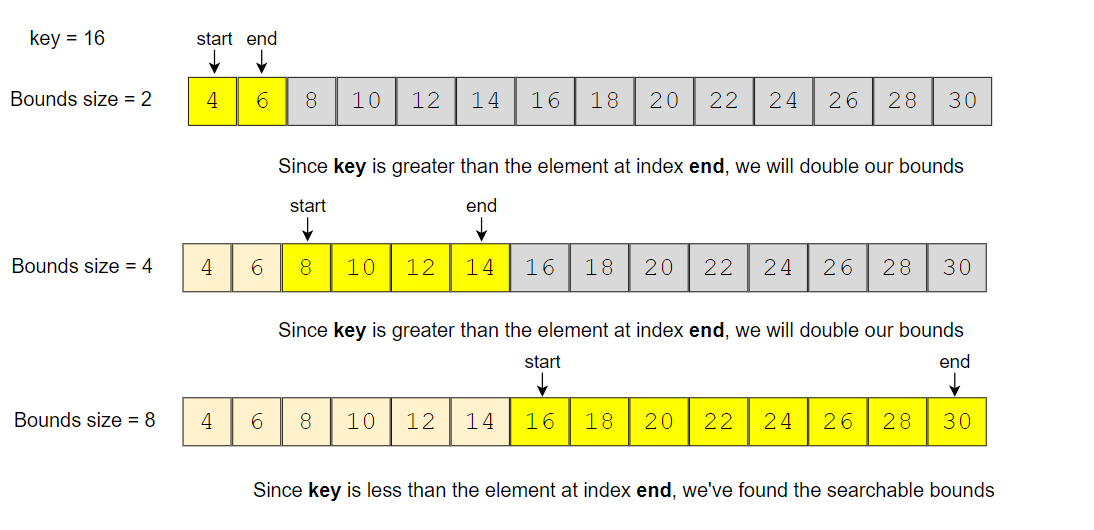 key = 16 start end
Bounds size = 2 4 6 8 10 12 14 16 18 20 22 24 26 28 30
Since key is greater than the element at index end, we will double our bounds
start end
Bounds size = 4 4 6 8 10 12 14 16 18 20 22 24 26 28 30
Since key is greater than the element at index end, we will double our bounds
start end
Bounds size = 8 4 6 8 10 12 14 16 18 20 22 24 26 28 30
Since key is less than the element at index end, we've found the searchable bounds